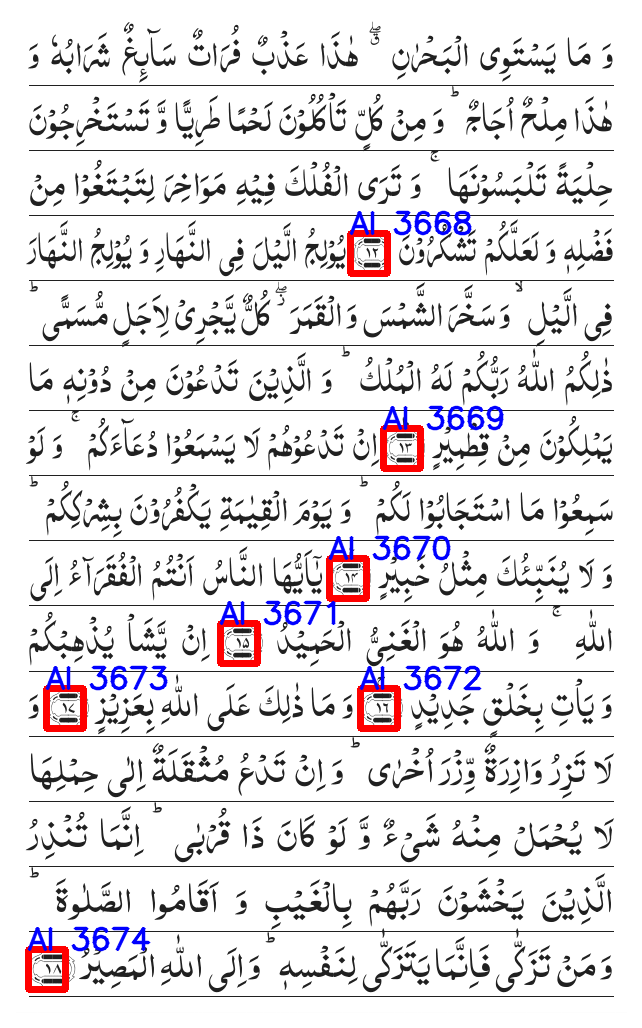 وَ مَا يَسْتَوِی الْبَحْرٰنِ ۖۗ هٰذَا عَذْبٌ فُرَاتٌ سَآىِٕغٌ شَرَابُهٗ وَ
هٰذَا مِلْحٌ اُجَاجٌ ؕ وَ مِنْ كُلٍّ تَاْكُلُوْنَ لَحْمًا طَرِیًّا وَّ تَسْتَخْرِجُوْنَ
حِلْیَةً تَلْبَسُوْنَهَا ۚ وَ تَرَی الْفُلْكَ فِیْهِ مَوَاخِرَ لِتَبْتَغُوْا مِنْ
فَضْلِهٖ وَ لَعَلَّكُمْ تَشْكُرُوْنَ ۱۲ AI 3668 یُوْلِجُ الَّیْلَ فِی النَّهَارِ وَ یُوْلِجُ النَّهَارَ
فِی الَّیْلِ ۙ وَ سَخَّرَ الشَّمْسَ وَ الْقَمَرَ ۖؗ كُلٌّ یَّجْرِیْ لِاَجَلٍ مُّسَمًّی ؕ
ذٰلِكُمُ اللّٰهُ رَبُّكُمْ لَهُ الْمُلْكُ ؕ وَ الَّذِیْنَ تَدْعُوْنَ مِنْ دُوْنِهٖ مَا
یَمْلِكُوْنَ مِنْ قِطْمِیْرٍ ۱۳ AI 3669 اِنْ تَدْعُوْهُمْ لَا یَسْمَعُوْا دُعَآءَكُمْ ۚ وَ لَوْ
سَمِعُوْا مَا اسْتَجَابُوْا لَكُمْ ؕ وَ یَوْمَ الْقِیٰمَةِ یَكْفُرُوْنَ بِشِرْكِكُمْ ؕ
وَ لَا یُنَبِّئُكَ مِثْلُ خَبِیْرٍ ۱۴ AI 3670 یٰۤاَیُّهَا النَّاسُ اَنْتُمُ الْفُقَرَآءُ اِلَی
اللّٰهِ ۚ وَ اللّٰهُ هُوَ الْغَنِیُّ الْحَمِیْدُ ۱۵ AI 3671 اِنْ یَّشَاْ یُذْهِبْكُمْ
وَ یَاْتِ بِخَلْقٍ جَدِیْدٍ ۱۶ AI 3672 وَ مَا ذٰلِكَ عَلَی اللّٰهِ بِعَزِیْزٍ ۱۷ AI 3673 وَ
لَا تَزِرُ وَازِرَةٌ وِّزْرَ اُخْرٰی ؕ وَ اِنْ تَدْعُ مُثْقَلَةٌ اِلٰی حِمْلِهَا
لَا یُحْمَلْ مِنْهُ شَیْءٌ وَّ لَوْ كَانَ ذَا قُرْبٰی ؕ اِنَّمَا تُنْذِرُ
الَّذِیْنَ یَخْشَوْنَ رَبَّهُمْ بِالْغَیْبِ وَ اَقَامُوا الصَّلٰوةَ ؕ
وَ مَنْ تَزَكّٰی فَاِنَّمَا یَتَزَكّٰی لِنَفْسِهٖ ؕ وَ اِلَی اللّٰهِ الْمَصِیْرُ ۱۸ AI 3674